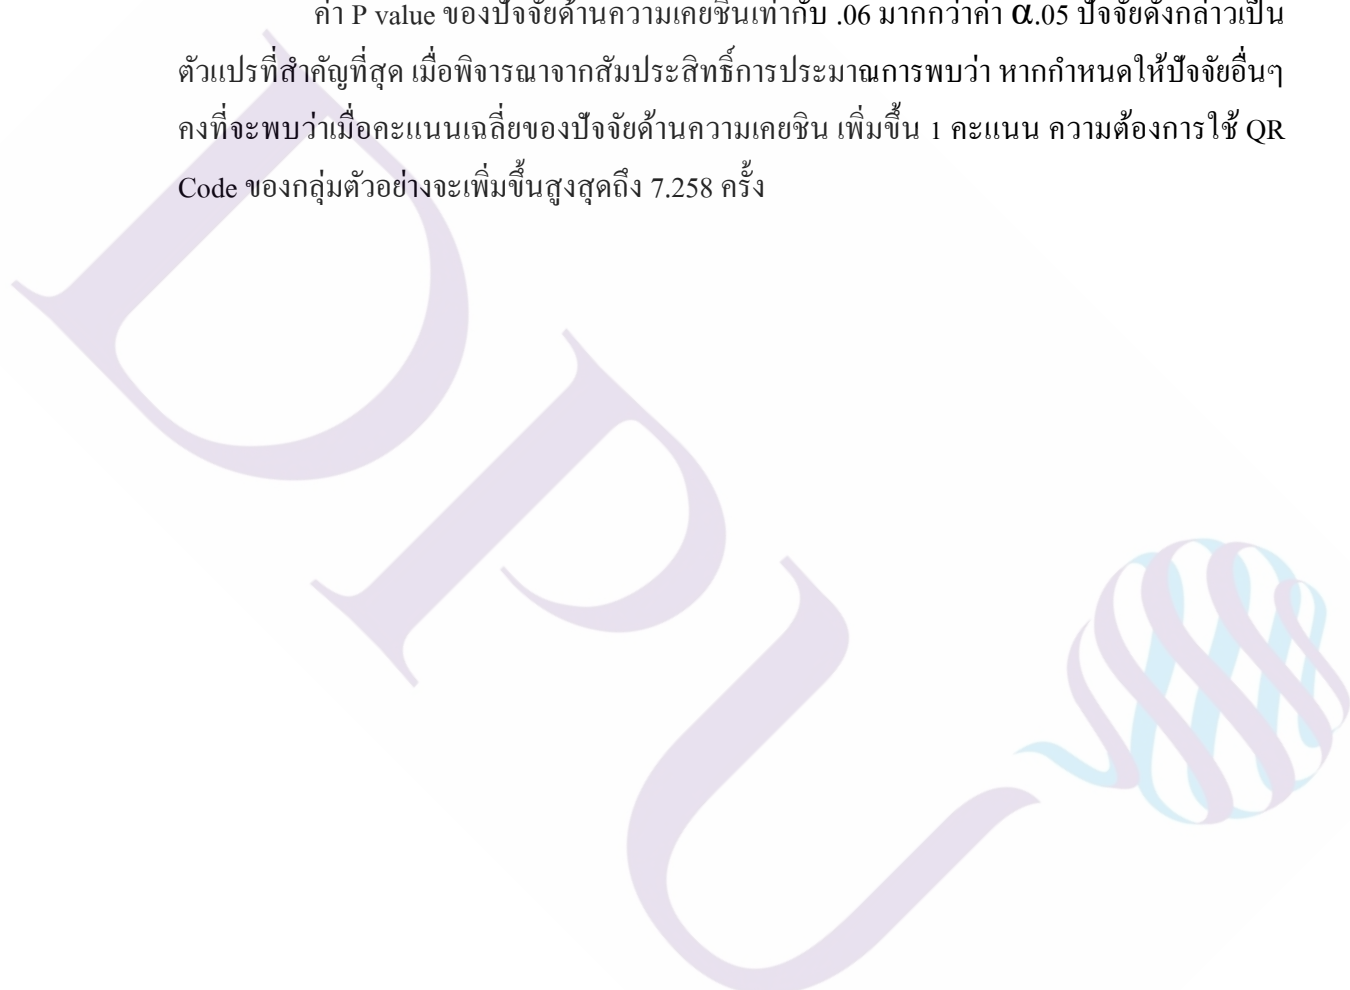 ค่า P value ของปัจจัยด้านความเคยชินเท่ากับ .06 มากกว่าค่า α.05 ปัจจัยดังกล่าวเป็น
ตัวแปรที่สำคัญที่สุด เมื่อพิจารณาจากสัมประสิทธิ์การประมาณการพบว่า หากกำหนดให้ปัจจัยอื่นๆ
คงที่จะพบว่าเมื่อคะแนนเฉลี่ยของปัจจัยด้านความเคยชิน เพิ่มขึ้น 1 คะแนน ความต้องการใช้ QR
Code ของกลุ่มตัวอย่างจะเพิ่มขึ้นสูงสุดถึง 7.258 ครั้ง
DPU